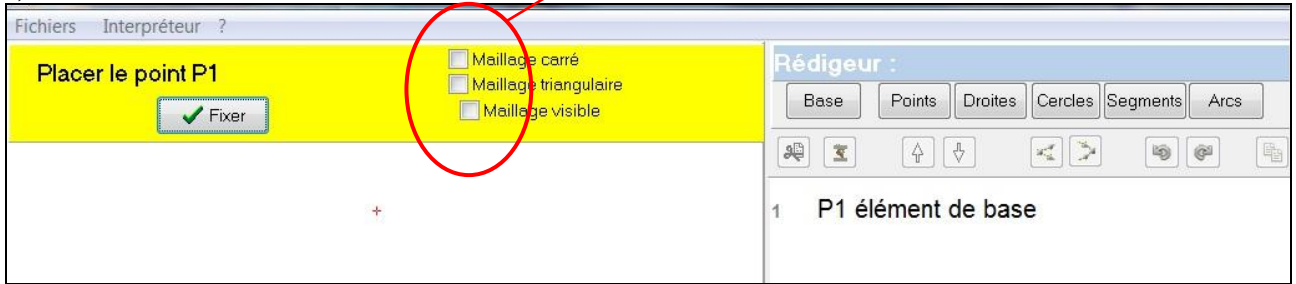 Fichiers Interpréteur ?
Placer le point P1
Fixer
Maillage carré
Maillage triangulaire
Maillage visible
Rédigeur :
Base Points Droites Cercles Segments Arcs
1 P1 élément de base